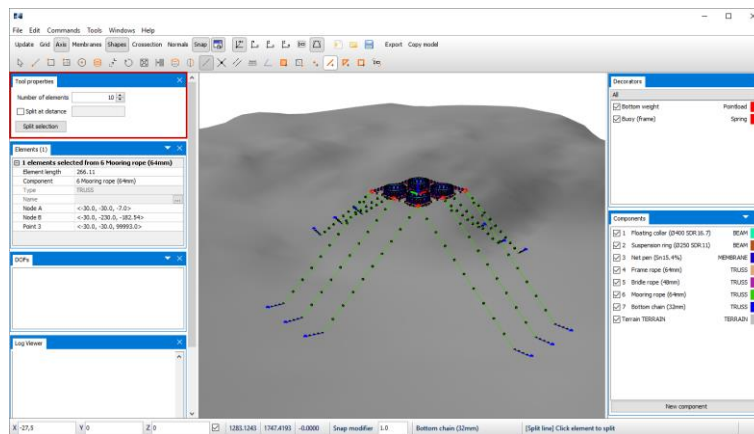 File Edit Commands Tools Windows Help
Update Grid Axis Membranes Shapes Crossection Normals Snap Export Copy model
Tool properties
Number of elements 10
Split at distance
Split selection
Elements (1)
1 elements selected from 6 Mooring rope (64mm)
Element length 266.11
Component 6 Mooring rope (64mm)
Type TRUSS
Name
Node A <-30.0, -30.0, -7.0>
Node B <-30.0, -230.0, -182.54>
Point 3 <-30.0, -30.0, 99993.0>
DOFs
Log Viewer
Decorators
All
Bottom weight Pointload
Buoy (frame) Spring
Components
1 Floating collar (Ø400 SDR16.7) BEAM
2 Suspension ring (Ø250 SDR11) BEAM
3 Net pen (Sn15.4%) MEMBRANE
4 Frame rope (64mm) TRUSS
5 Bridle rope (48mm) TRUSS
6 Mooring rope (64mm) TRUSS
7 Bottom chain (32mm) TRUSS
Terrain TERRAIN TERRAIN
New component
X -27,5 Y 0 Z 0 1283.1243 1747.4193 -0.0000 Snap modifier 1.0 Bottom chain (32mm) [Split line] Click element to split